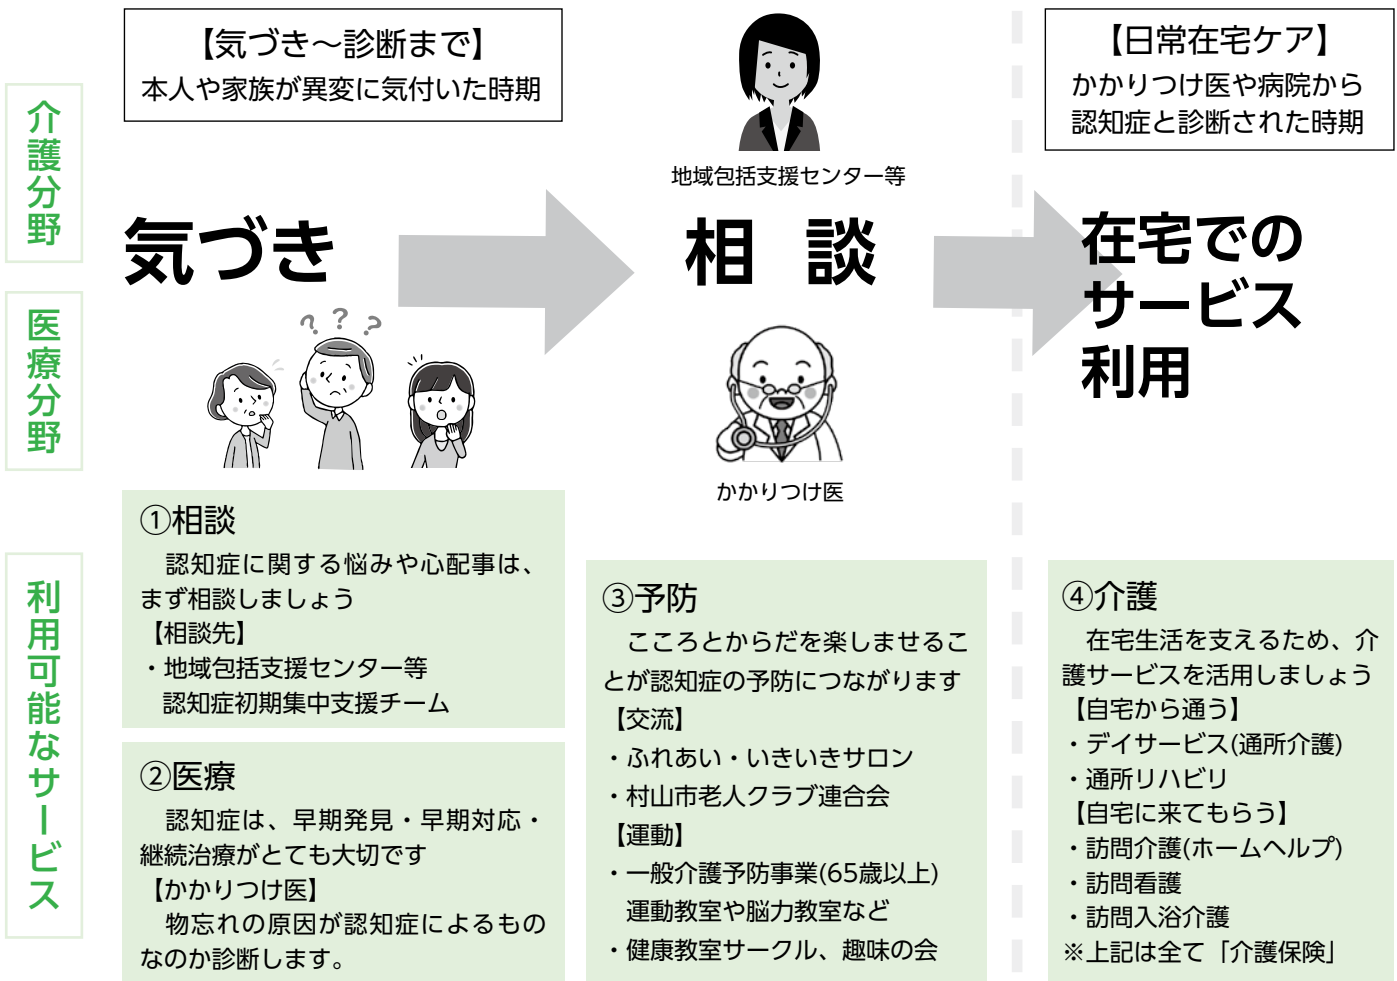 【気づき～診断まで】
本人や家族が異変に気付いた時期
【日常在宅ケア】
かかりつけ医や病院から
認知症と診断された時期
介護分野
医療分野
利用可能なサービス
地域包括支援センター等
気づき
相談
在宅での
サービス
利用
? ? ?
かかりつけ医
①相談
認知症に関する悩みや心配事は、
まず相談しましょう
【相談先】
・地域包括支援センター等
認知症初期集中支援チーム
②医療
認知症は、早期発見・早期対応・
継続治療がとても大切です
【かかりつけ医】
物忘れの原因が認知症によるもの
なのか診断します。
③予防
こころとからだを楽しませるこ
とが認知症の予防につながります
【交流】
・ふれあい・いきいきサロン
・村山市老人クラブ連合会
【運動】
・一般介護予防事業(65歳以上)
運動教室や脳力教室など
・健康教室サークル、趣味の会
④介護
在宅生活を支えるため、介
護サービスを活用しましょう
【自宅から通う】
・デイサービス(通所介護)
・通所リハビリ
【自宅に来てもらう】
・訪問介護(ホームヘルプ)
・訪問看護
・訪問入浴介護
※上記は全て「介護保険」